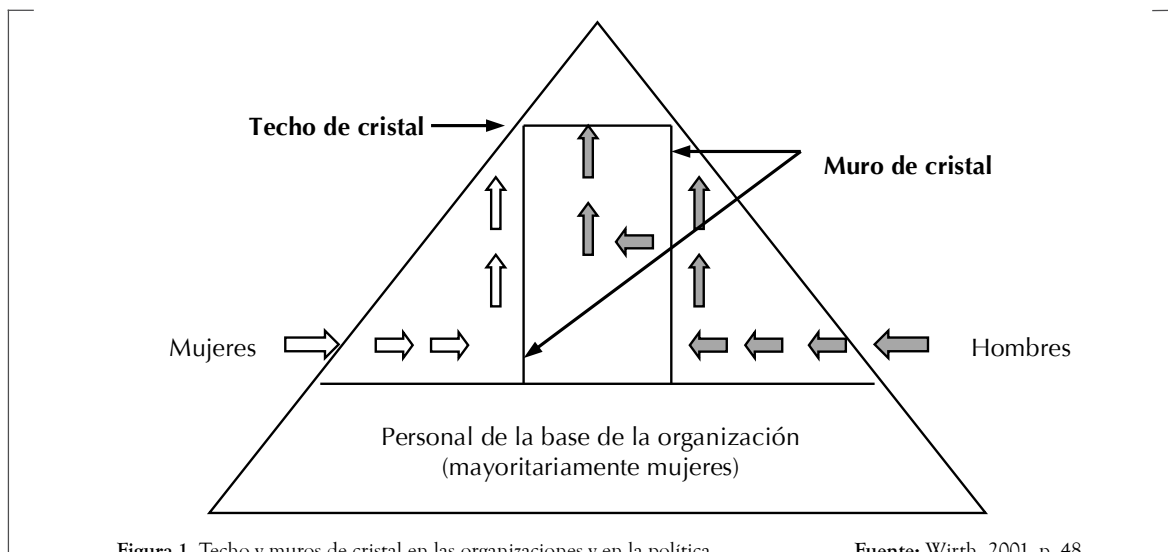 Techo de cristal
Muro de cristal
Mujeres
Hombres
Personal de la base de la organización
(mayoritariamente mujeres)
Figura 1. Techo y muros de cristal en las organizaciones y en la política. Fuente: Wirth, 2001, p. 48